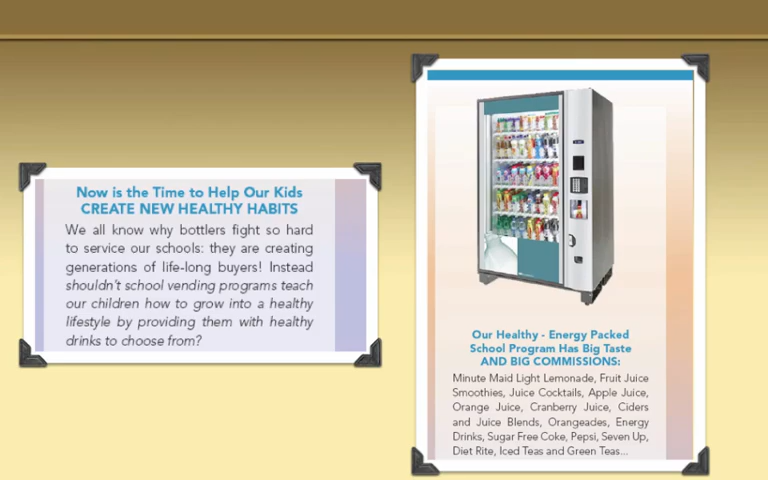 Now is the Time to Help Our Kids
CREATE NEW HEALTHY HABITS
We all know why bottlers fight so hard
to service our schools: they are creating
generations of life-long buyers! Instead
shouldn't school vending programs teach
our children how to grow into a healthy
lifestyle by providing them with healthy
drinks to choose from?
Our Healthy - Energy Packed
School Program Has Big Taste
AND BIG COMMISSIONS:
Minute Maid Light Lemonade, Fruit Juice
Smoothies, Juice Cocktails, Apple Juice,
Orange Juice, Cranberry Juice, Ciders
and Juice Blends, Orangeades, Energy
Drinks, Sugar Free Coke, Pepsi, Seven Up,
Diet Rite, Iced Teas and Green Teas...